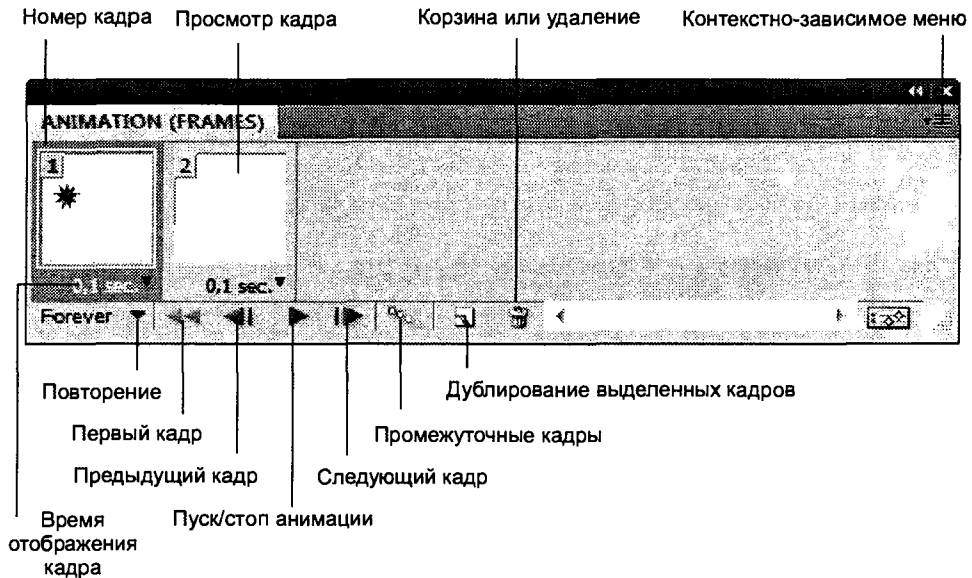 Номер кадра
Просмотр кадра
Корзина или удаление
Контекстно-зависимое меню
ANIMATION (FRAMES)
1
2
0,1 sec.
0,1 sec.
Forever
Повторение
Дублирование выделенных кадров
Первый кадр
Промежуточные кадры
Предыдущий кадр
Следующий кадр
Время
отображения
кадра
Пуск/стоп анимации